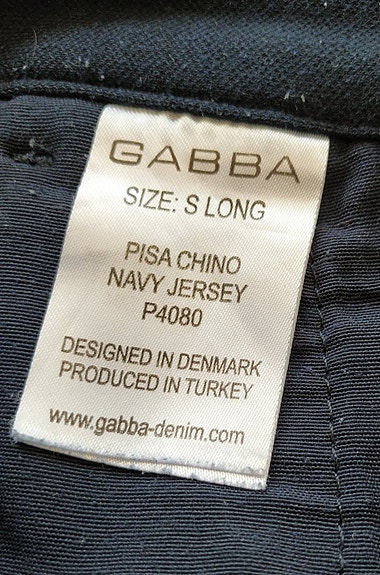 GABBA
SIZE: S LONG
PISA CHINO
NAVY JERSEY
P4080
DESIGNED IN DENMARK
PRODUCED IN TURKEY
www.gabba-denim.com